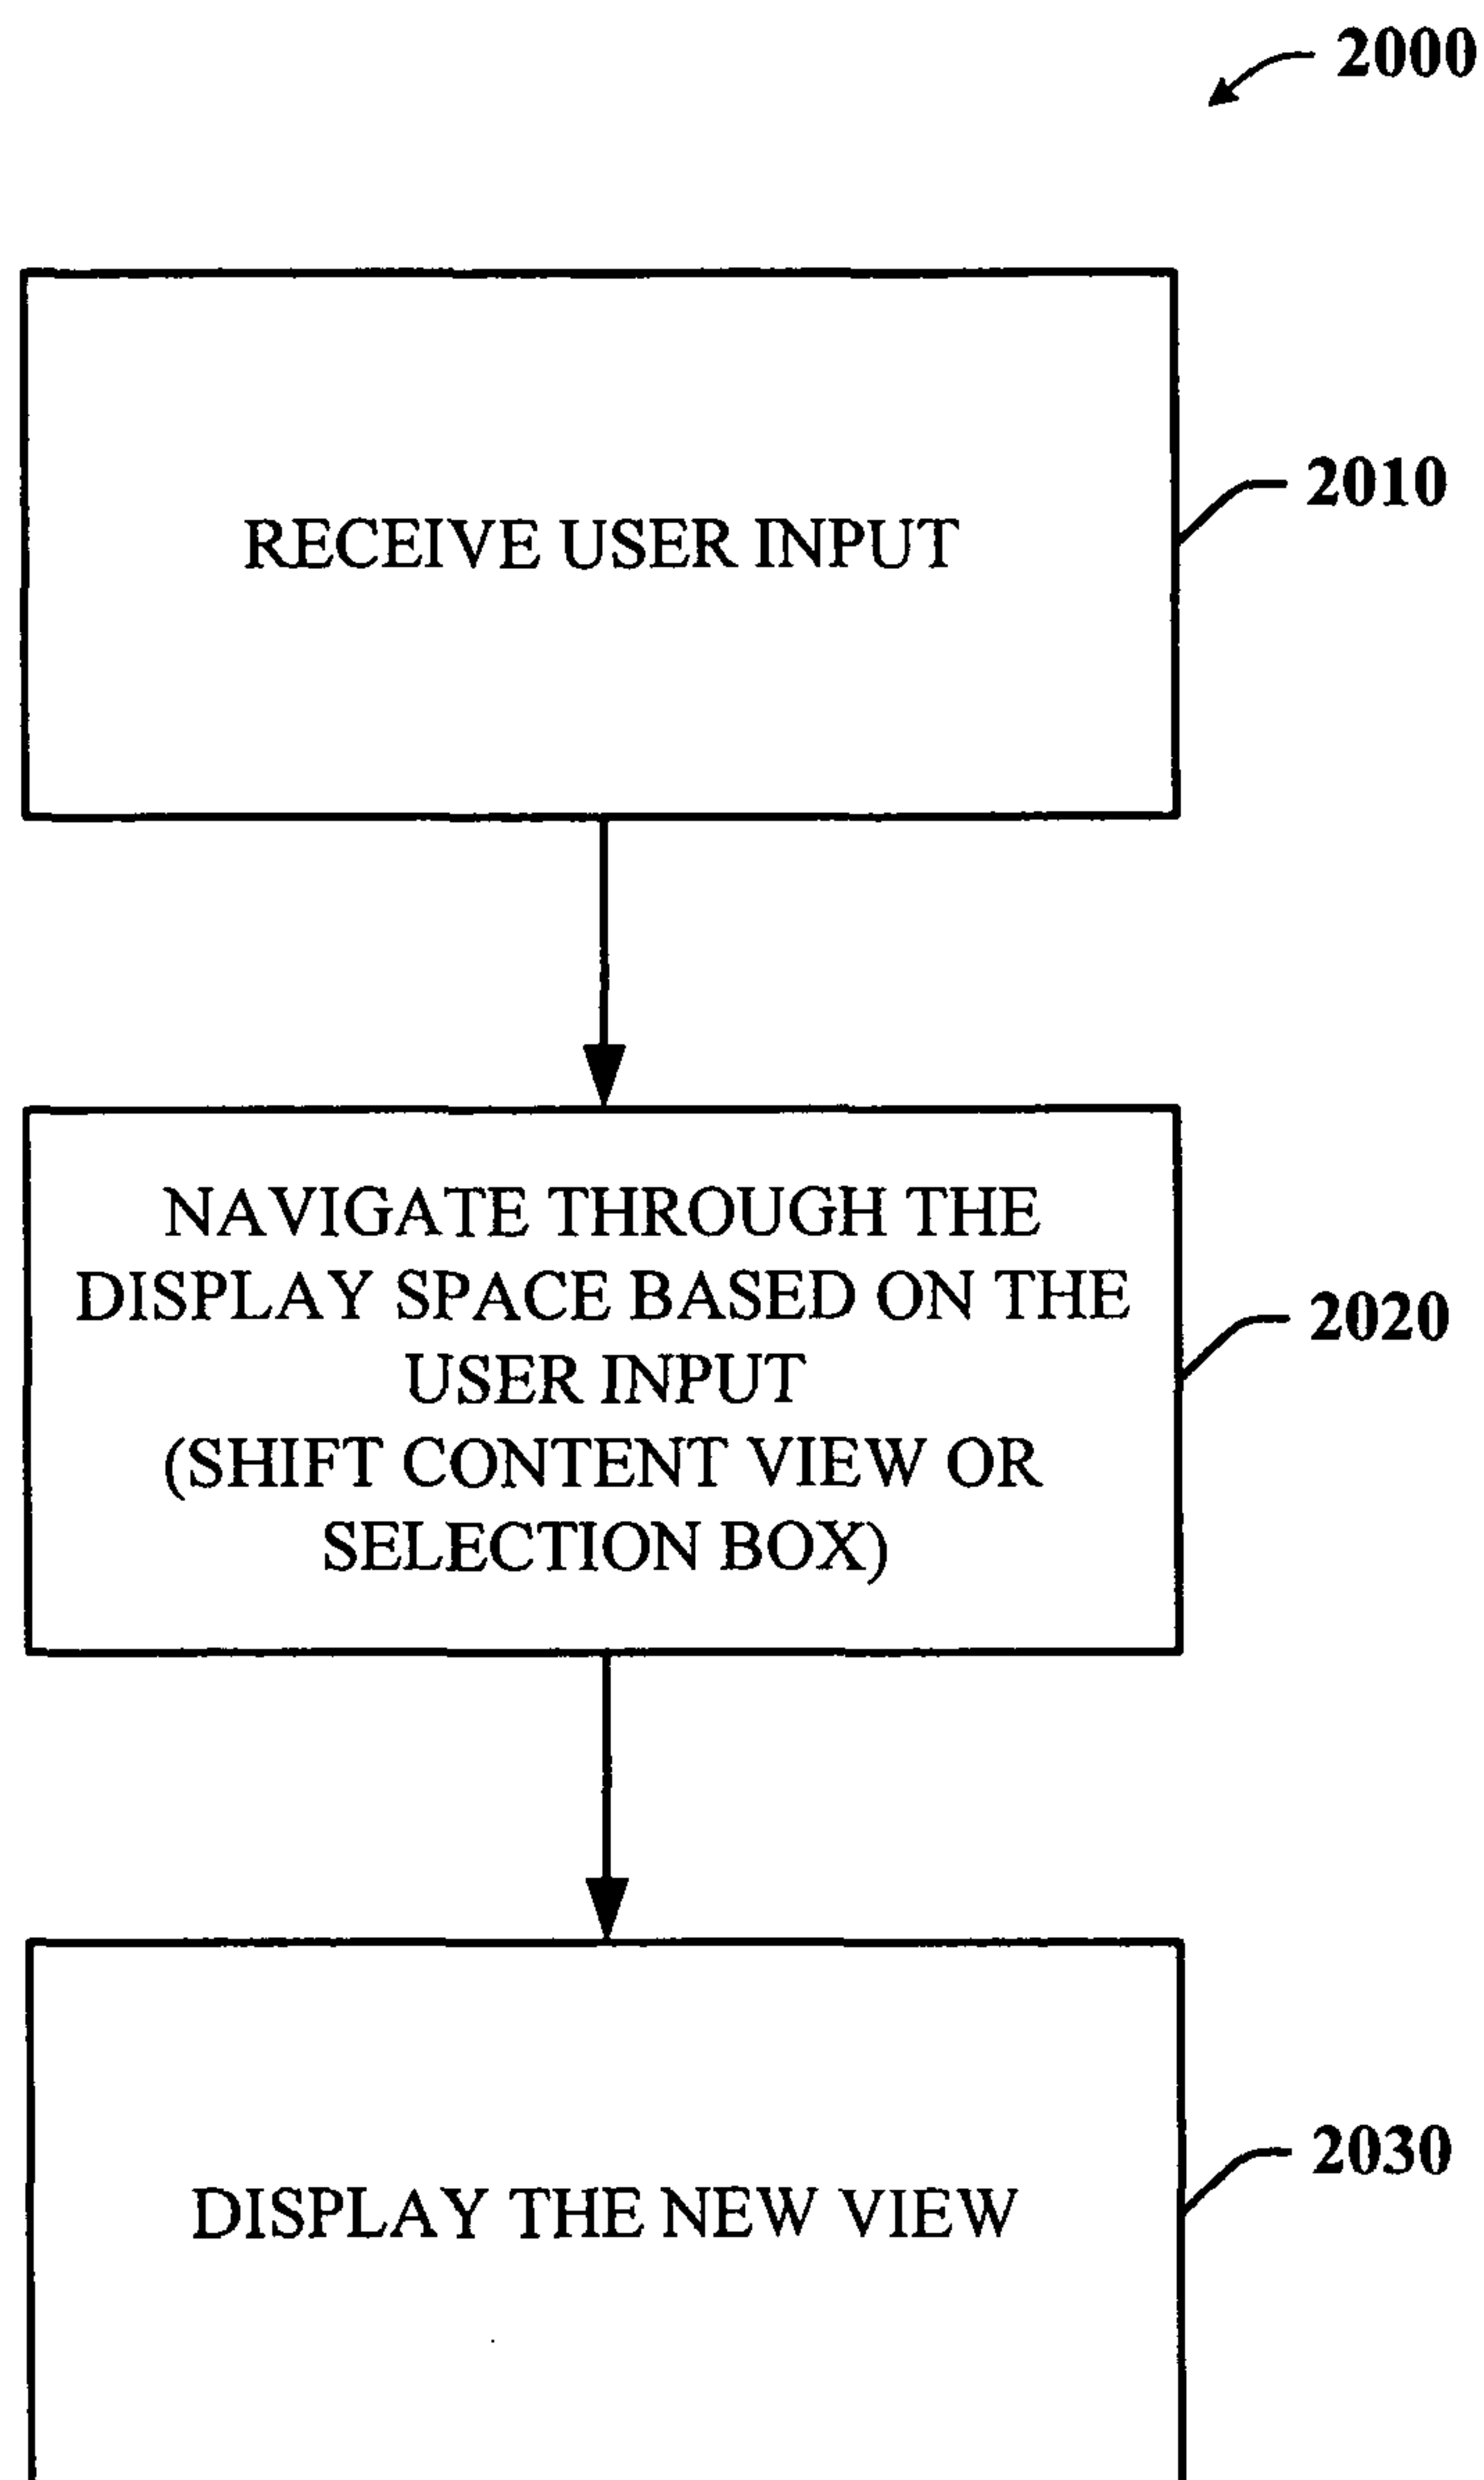 2000
RECEIVE USER INPUT
2010
NAVIGATE THROUGH THE
DISPLAY SPACE BASED ON THE
USER INPUT
(SHIFT CONTENT VIEW OR
SELECTION BOX)
2020
DISPLAY THE NEW VIEW
2030